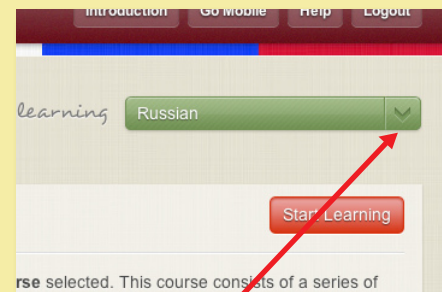 Introduction Go Mobile Help Logout
learning Russian
Start Learning
rse selected. This course consists of a series of